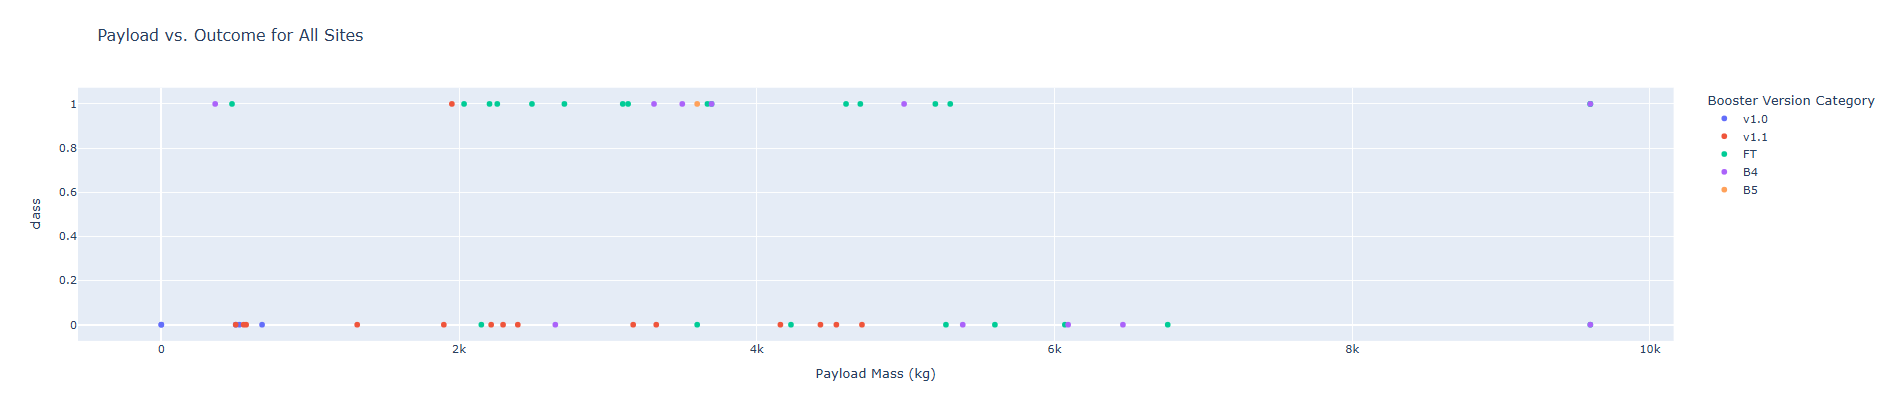 Payload vs. Outcome for All Sites
1
0.8
0.6
0.4
0.2
0
class
0 2k 4k 6k 8k 10k
Payload Mass (kg)
Booster Version Category
v1.0
v1.1
FT
B4
B5